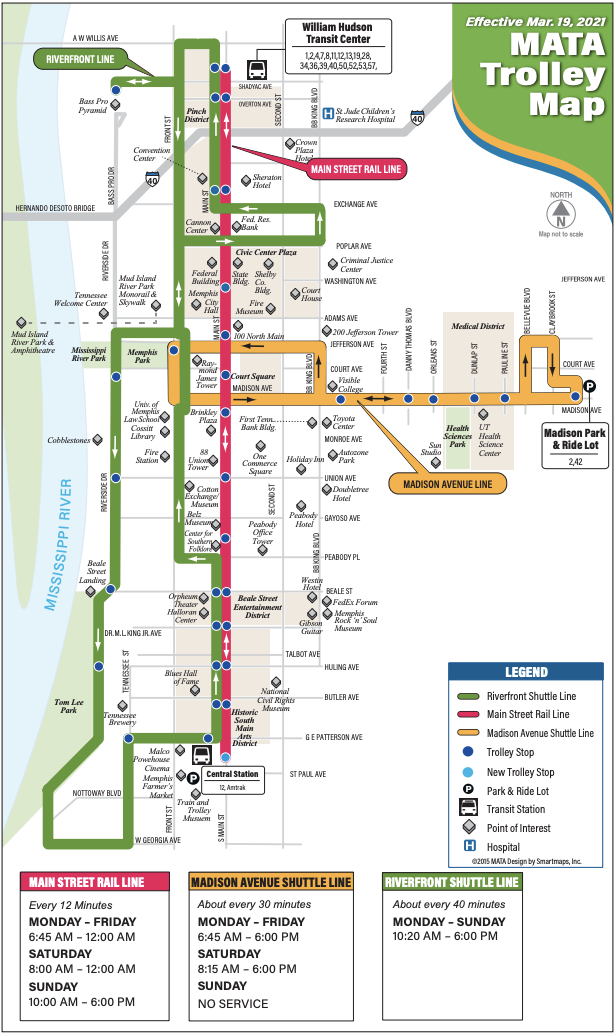 Effective Mar. 19, 2021
MATA
Trolley
Map
William Hudson
Transit Center
1,2,4,7,8,11,12,13,19,28,
34,36,39,40,50,52,53,57,
A W WILLIS AVE
RIVERFRONT LINE
SHADYAC AVE
OVERTON AVE
Bass Pro
Pyramid
Pinch
District
FRONT ST
SECOND ST
BB KING BLVD
St Jude Children's
Research Hospital
40
Crown
Plaza
Hotel
Convention
Center
MAIN STREET RAIL LINE
40
Sheraton
Hotel
BASS PRO DR
MAIN ST
HERNANDO DESOTO BRIDGE
EXCHANGE AVE
NORTH
N
Map not to scale
Cannon
Center
Fed. Res.
Bank
POPLAR AVE
RIVERSIDE DR
Civic Center Plaza
Federal
Building
State
Bldg.
Shelby
Co.
Bldg.
Criminal Justice
Center
WASHINGTON AVE
JEFFERSON AVE
Mud Island
River Park
Monorail &
Skywalk
Tennessee
Welcome Center
Memphis
City
Hall
Fire
Museum
Court
House
ADAMS AVE
Mud Island
River Park &
Amphitheatre
MAIN ST
100 North Main
200 Jefferson Tower
JEFFERSON AVE
Medical District
BELLEVUE BLVD
CLAYBROOK ST
Mississippi
River Park
Memphis
Park
Ray-
mond
James
Tower
Court Square
MADISON AVE
BB KING BLVD
COURT AVE
Visible
College
FOURTH ST
DANNY THOMAS BLVD
ORLEANS ST
DUNLAP ST
PAULINE ST
COURT AVE
P
MADISON AVE
Univ. of
Memphis
Law School
Cossitt
Library
Brinkley
Plaza
First Tenn.
Bank Bldg.
Toyota
Center
MONROE AVE
Health
Sciences
Park
UT
Health
Science
Center
Madison Park
& Ride Lot
2,42
Cobblestones
Fire
Station
88
Union
Tower
One
Commerce
Square
Holiday Inn
Autozone
Park
Sun
Studio
UNION AVE
MADISON AVENUE LINE
RIVERSIDE DR
Cotton
Exchange/
Museum
SECOND ST
Doubletree
Hotel
MISSISSIPPI RIVER
Belz
Museum
Peabody
Hotel
GAYOSO AVE
Center for
Southern
Folklore
Peabody
Office
Tower
BB KING BLVD
PEABODY PL
Beale
Street
Landing
Westin
Hotel
BEALE ST
Orpheum
Theater
Halloran
Center
Beale Street
Entertainment
District
FedEx Forum
Memphis
Rock 'n' Soul
Museum
Gibson
Guitar
DR. M.L. KING JR. AVE
TALBOT AVE
TENNESSEE ST
HULING AVE
Blues Hall
of Fame
National
Civil Rights
Museum
BUTLER AVE
Tom Lee
Park
Tennessee
Brewery
Historic
South
Main
Arts
District
G E PATTERSON AVE
Malco
Powehouse
Cinema
Memphis
Farmer's
Market
P
Central Station
12, Amtrak
ST PAUL AVE
NOTTOWAY BLVD
Train and
Trolley
Musuem
FRONT ST
S MAIN ST
W GEORGIA AVE
LEGEND
Riverfront Shuttle Line
Main Street Rail Line
Madison Avenue Shuttle Line
Trolley Stop
New Trolley Stop
P Park & Ride Lot
Transit Station
Point of Interest
H Hospital
©2015 MATA Design by Smartmaps, Inc.
MAIN STREET RAIL LINE
Every 12 Minutes
MONDAY – FRIDAY
6:45 AM – 12:00 AM
SATURDAY
8:00 AM – 12:00 AM
SUNDAY
10:00 AM – 6:00 PM
MADISON AVENUE SHUTTLE LINE
About every 30 minutes
MONDAY – FRIDAY
6:45 AM – 6:00 PM
SATURDAY
8:15 AM – 6:00 PM
SUNDAY
NO SERVICE
RIVERFRONT SHUTTLE LINE
About every 40 minutes
MONDAY – SUNDAY
10:20 AM – 6:00 PM